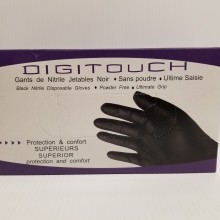 DIGITOUCH
Gants de Nitrile Jetables Noir ♦ Sans poudre ♦ Ultime Saisie
Black Nitrile Disposable Gloves ♦ Powder Free ♦ Ultimate Grip
Protection & confort
SUPERIEURS
SUPERIOR
protection and comfort